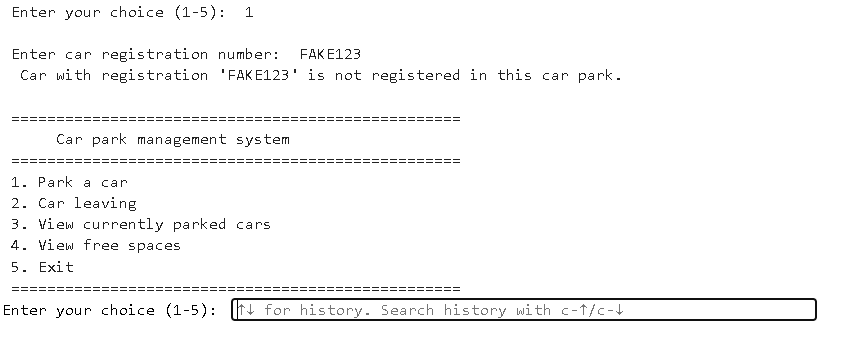 Enter your choice (1-5):  1
Enter car registration number:  FAKE123
Car with registration 'FAKE123' is not registered in this car park.
==================================================
Car park management system
==================================================
1. Park a car
2. Car leaving
3. View currently parked cars
4. View free spaces
5. Exit
==================================================
Enter your choice (1-5): ↑↓ for history. Search history with c-↑/c-↓